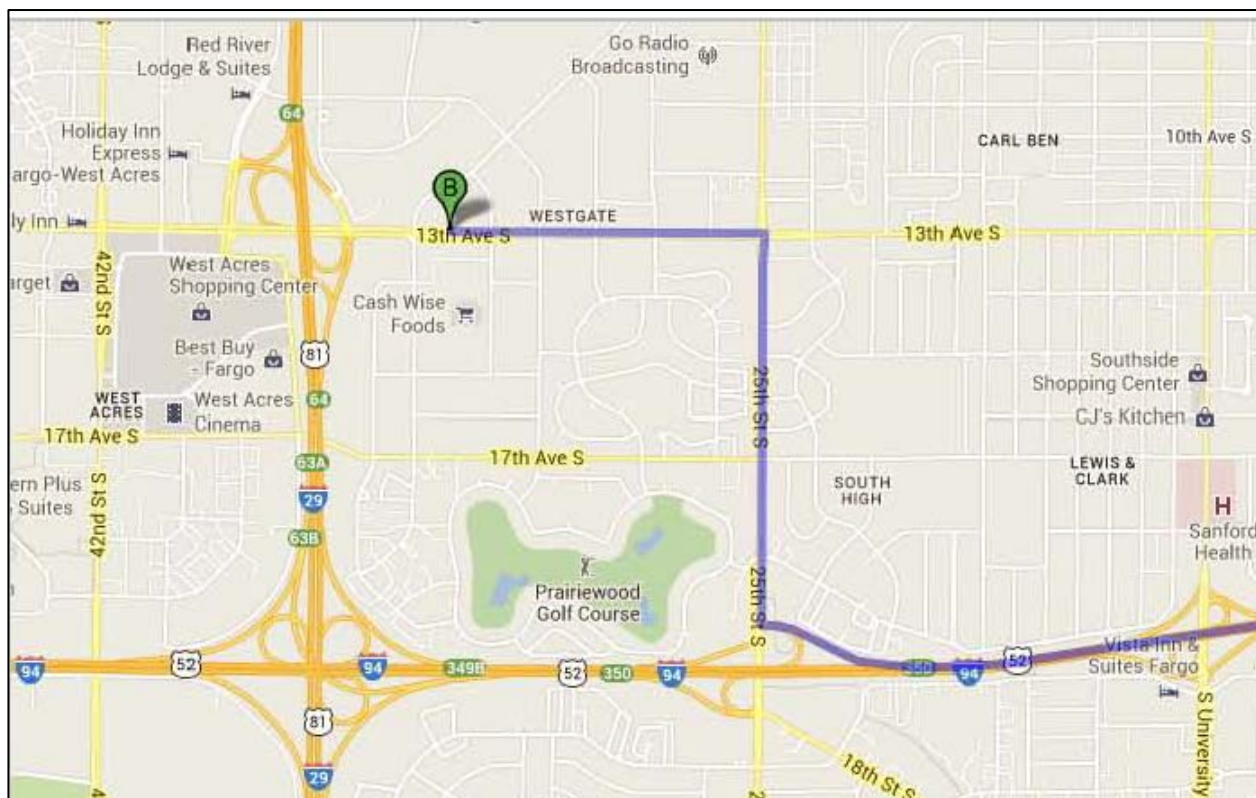 Red River
Lodge & Suites
Go Radio
Broadcasting
64
Holiday Inn
Express
argo-West Acres
CARL BEN
10th Ave S
B
ly Inn
WESTGATE
13th Ave S
13th Ave S
42nd St S
West Acres
Shopping Center
arget
Cash Wise
Foods
81
Best Buy
- Fargo
25th St S
Southside
Shopping Center
64
WEST
ACRES
West Acres
Cinema
CJ's Kitchen
17th Ave S
17th Ave S
63A
LEWIS &
CLARK
ern Plus
Suites
42nd St S
29
SOUTH
HIGH
H
Sanford
Health
63B
Prairiewood
Golf Course
25th St S
94
52
94
349B
52
350
94
350
94
52
Vista Inn &
Suites Fargo
81
S University
18th St S
29
4
2